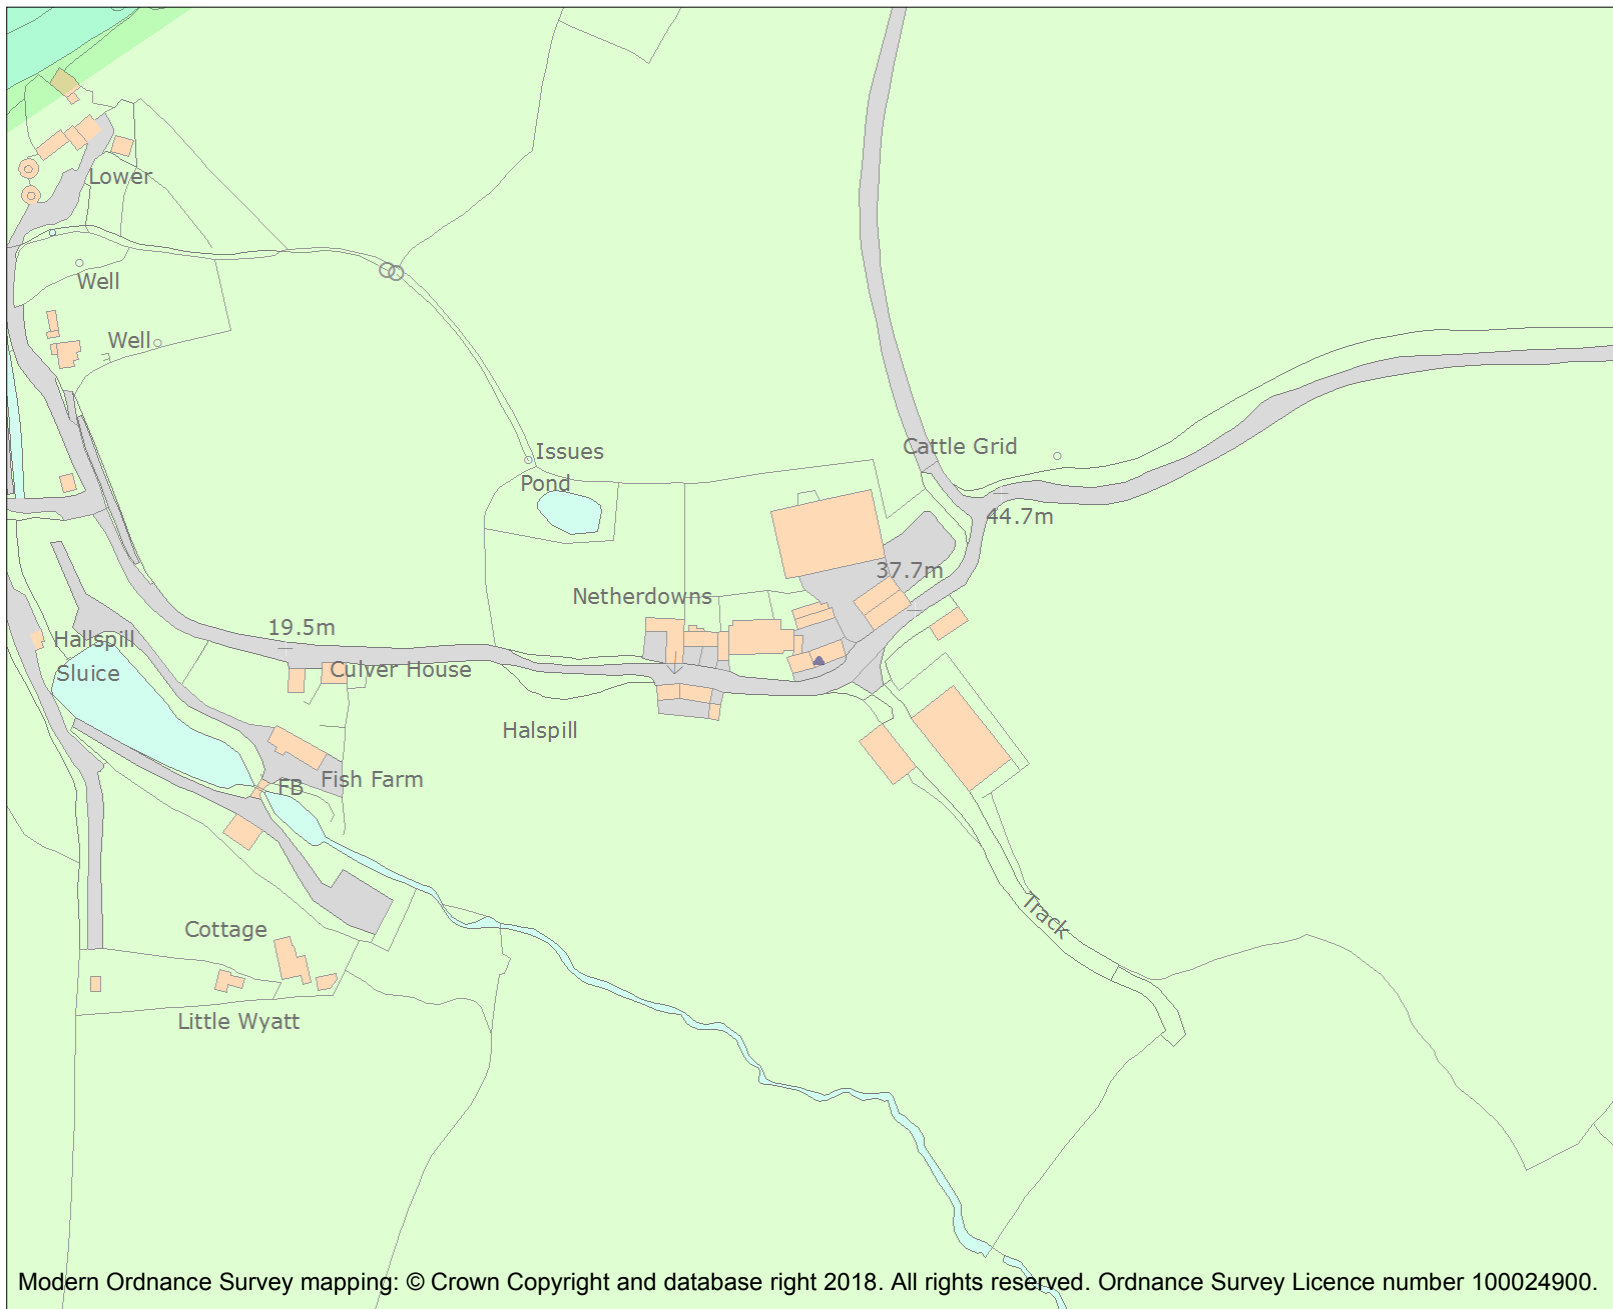 Lower
Well
Well
Cattle Grid
Issues
Pond
44.7m
37.7m
Netherdowns
19.5m
Hallspill
Culver House
Sluice
Halspill
Fish Farm
FB
Track
Cottage
Little Wyatt
Modern Ordnance Survey mapping: © Crown Copyright and database right 2018. All rights reserved. Ordnance Survey Licence number 100024900.